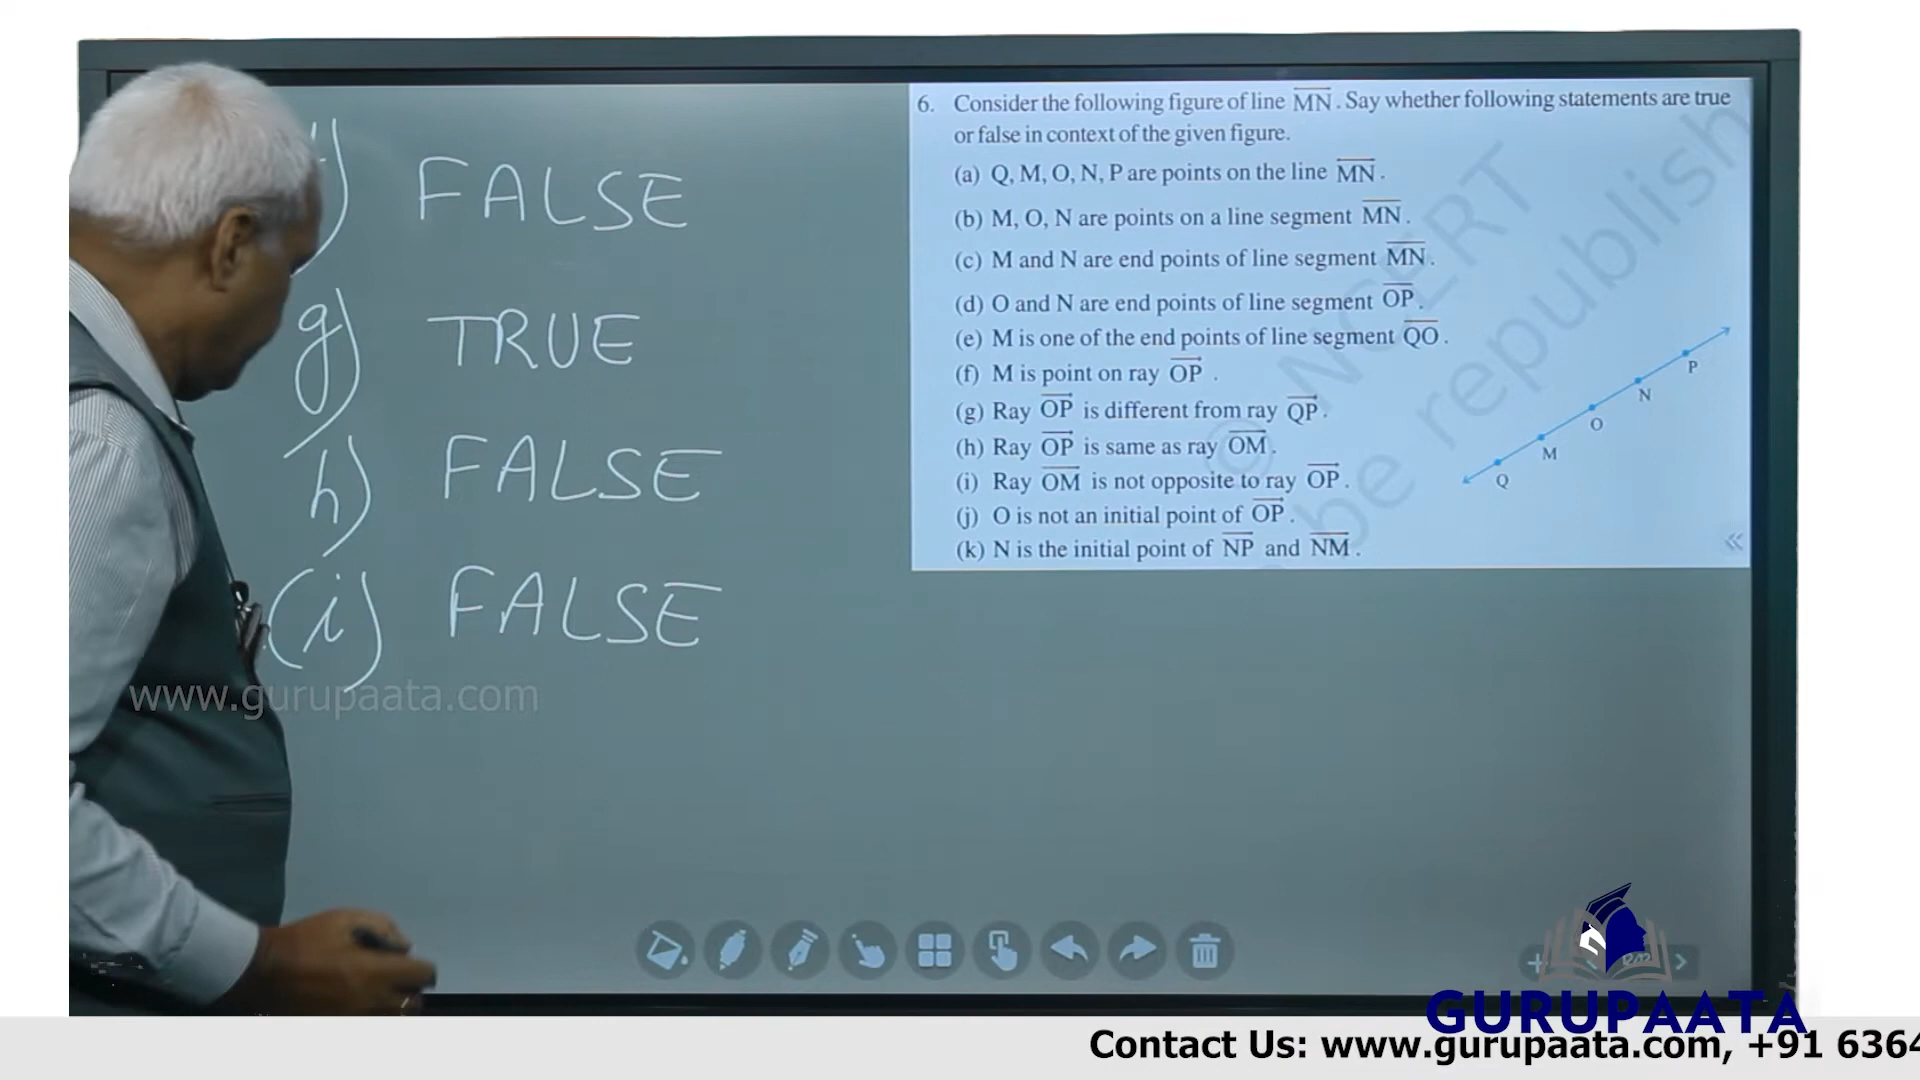 FALSE
g) TRUE
h) FALSE
(i) FALSE
www.gurupaata.com
6. Consider the following figure of line MN. Say whether following statements are true
or false in context of the given figure.
(a) Q, M, O, N, P are points on the line MN.
(b) M, O, N are points on a line segment MN.
(c) M and N are end points of line segment MN.
(d) O and N are end points of line segment OP.
(e) M is one of the end points of line segment QO.
(f) M is point on ray OP.
(g) Ray OP is different from ray QP.
(h) Ray OP is same as ray OM.
(i) Ray OM is not opposite to ray OP.
(j) O is not an initial point of OP.
(k) N is the initial point of NP and NM.
P
N
O
M
Q
© NCERT
be republish
GURUPAATA
Contact Us: www.gurupaata.com, +91 6364